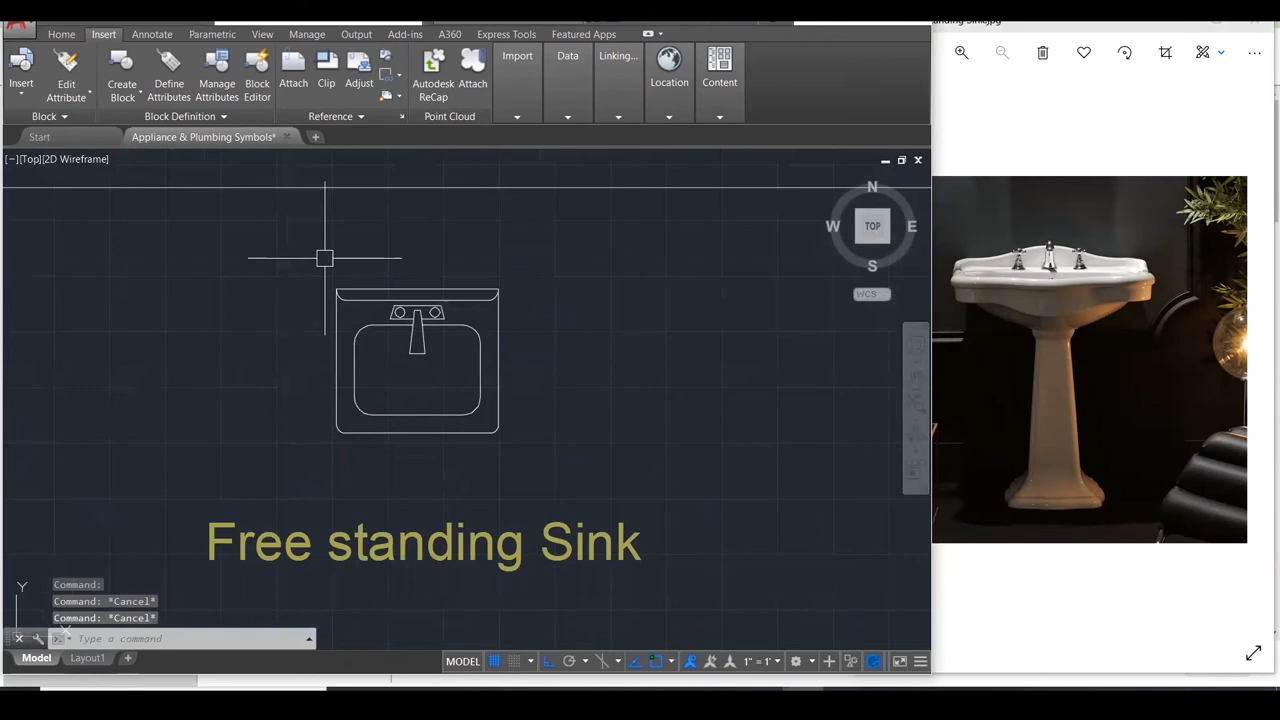 anding Sink.jpg
Home Insert Annotate Parametric View Manage Output Add-ins A360 Express Tools Featured Apps
Insert
Edit
Attribute
Create
Block
Define
Attributes
Manage
Attributes
Block
Editor
Attach
Clip
Adjust
Autodesk
ReCap
Attach
Import
Data
Linking...
Location
Content
Block
Block Definition
Reference
Point Cloud
Start
Appliance & Plumbing Symbols*
[−][Top][2D Wireframe]
N
W
TOP
E
S
WCS
Free standing Sink
Y
X
Command:
Command: *Cancel*
Command: *Cancel*
Type a command
Model
Layout1
MODEL
1" = 1'